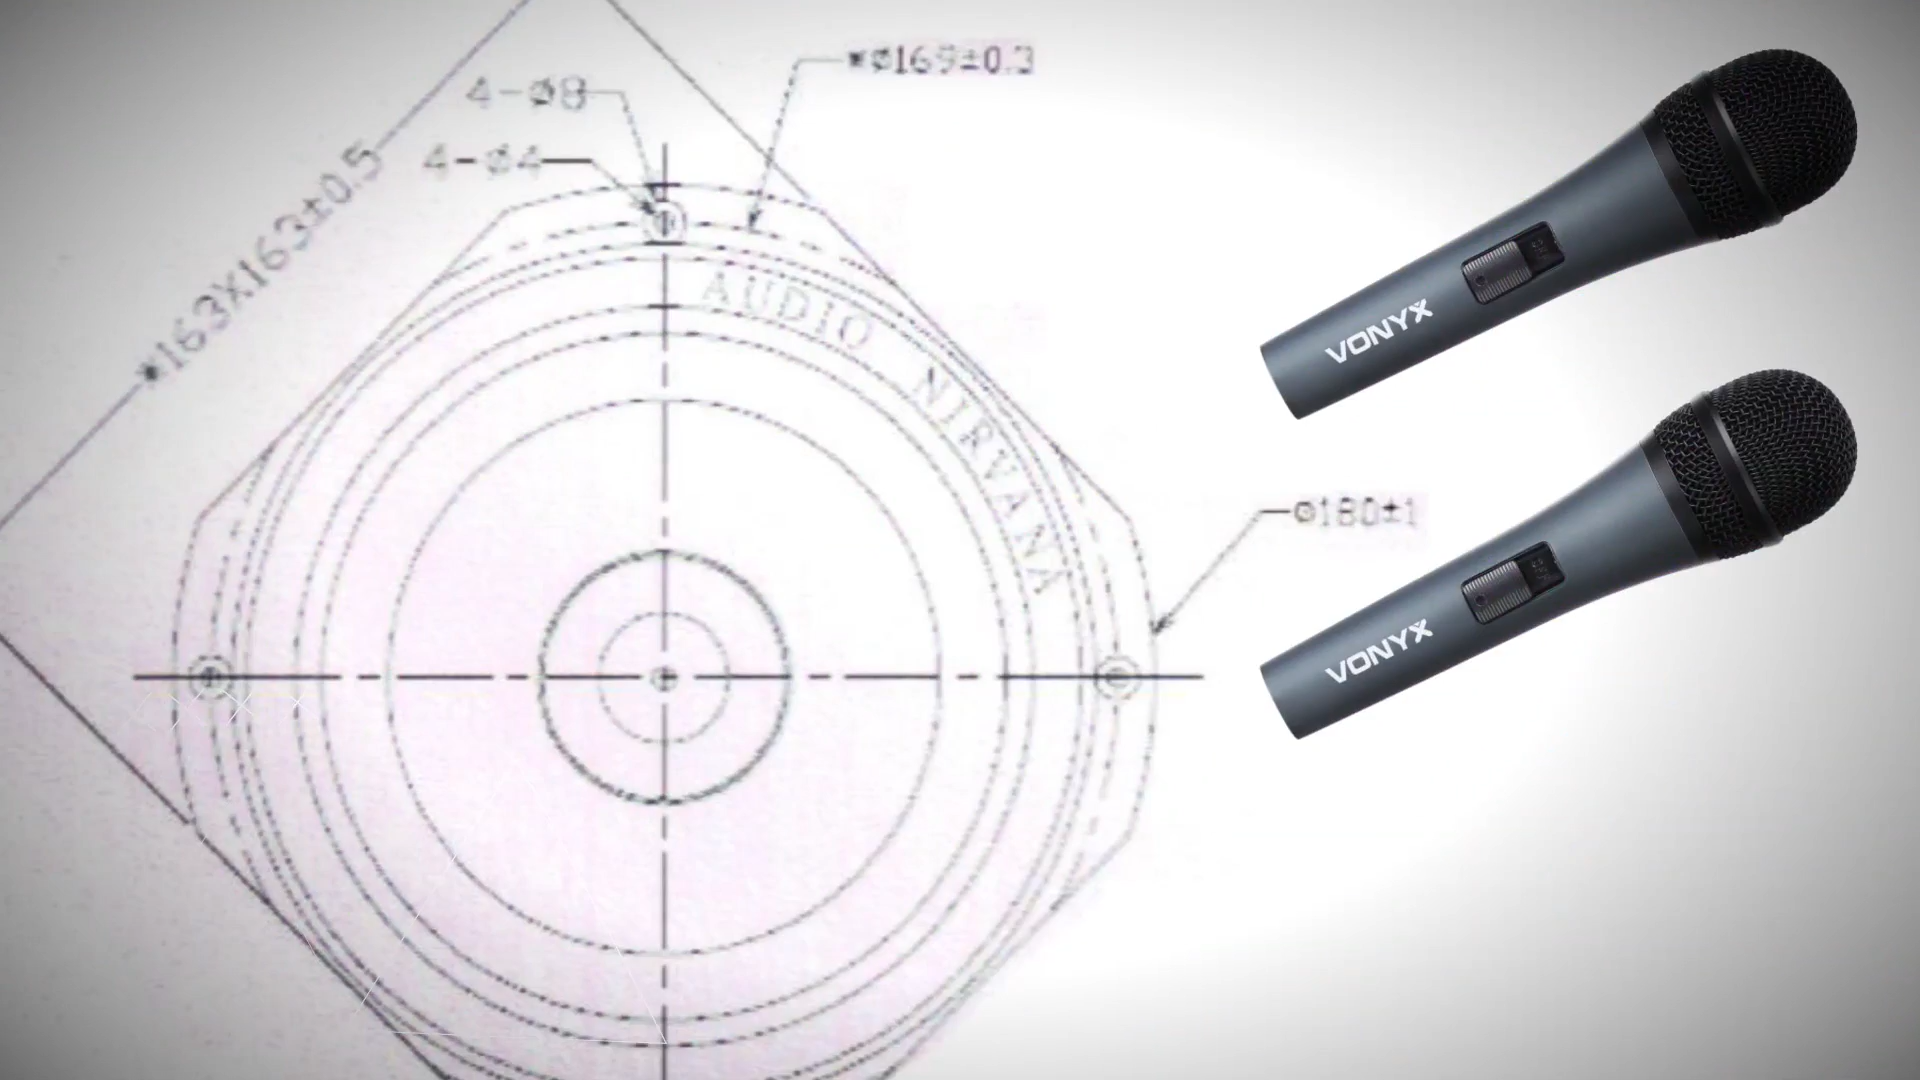 *ø169±0.3
4-ø8
4-ø4
*163X163±0.5
AUDIO NIRVANA
ø180±1
VONYX
VONYX